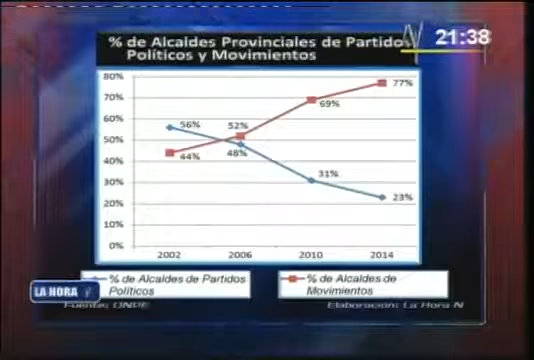 21:38
% de Alcaldes Provinciales de Partidos
Políticos y Movimientos
80%
70%
60%
50%
40%
30%
20%
10%
0%
56%
44%
52%
48%
69%
31%
77%
23%
2002 2006 2010 2014
% de Alcaldes de Partidos
Políticos
% de Alcaldes de
Movimientos
LA HORA N
Fuente: ONPE
Elaboración: La Hora N